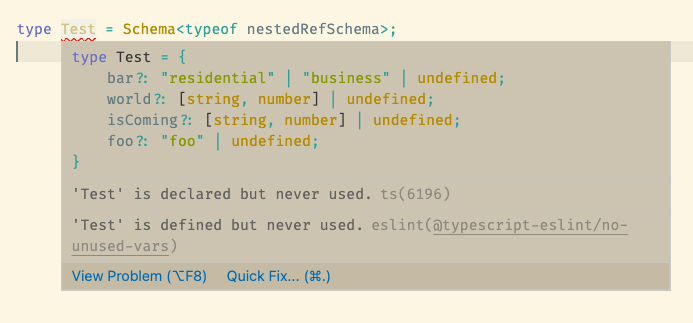 type Test = Schema<typeof nestedRefSchema>;
type Test = {
    bar?: "residential" | "business" | undefined;
    world?: [string, number] | undefined;
    isComing?: [string, number] | undefined;
    foo?: "foo" | undefined;
}
'Test' is declared but never used. ts(6196)
'Test' is defined but never used. eslint(@typescript-eslint/no-
unused-vars)
View Problem (⌥F8) Quick Fix... (⌘.)